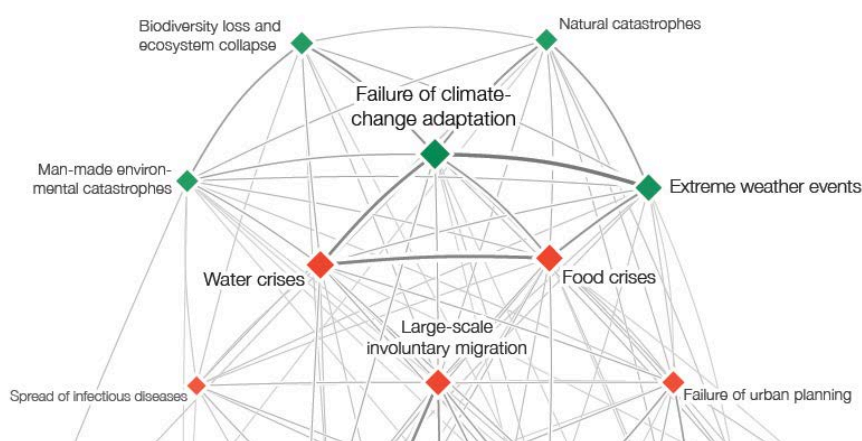 Biodiversity loss and
ecosystem collapse
Natural catastrophes
Failure of climate-
change adaptation
Man-made environ-
mental catastrophes
Extreme weather events
Water crises
Food crises
Large-scale
involuntary migration
Spread of infectious diseases
Failure of urban planning